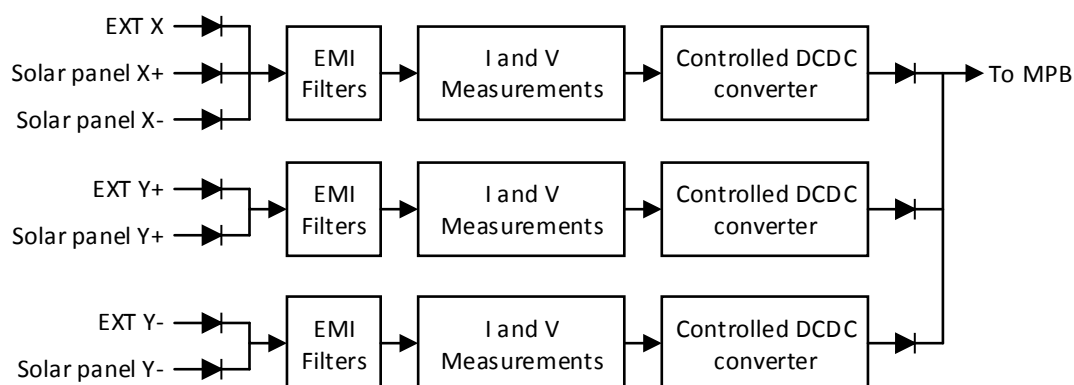 EXT X
Solar panel X+
Solar panel X-
EMI
Filters
I and V
Measurements
Controlled DCDC
converter
To MPB
EXT Y+
Solar panel Y+
EMI
Filters
I and V
Measurements
Controlled DCDC
converter
EXT Y-
Solar panel Y-
EMI
Filters
I and V
Measurements
Controlled DCDC
converter